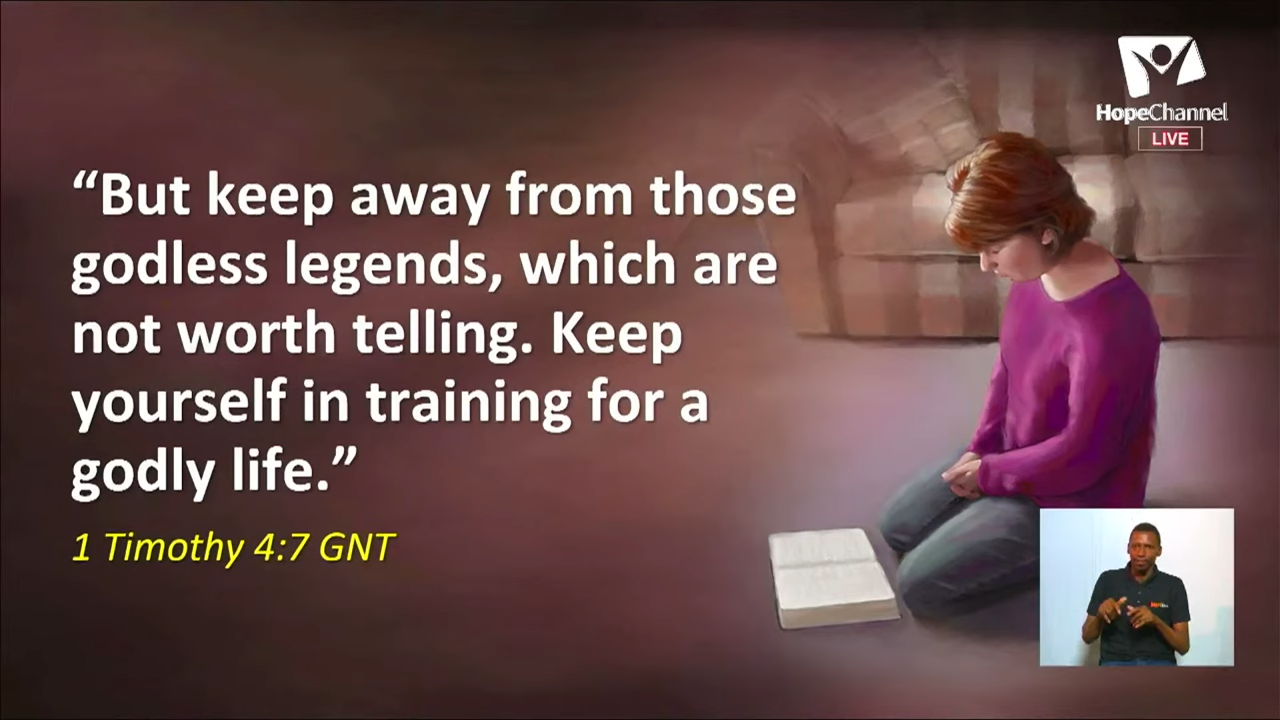 HopeChannel
LIVE
“But keep away from those
godless legends, which are
not worth telling. Keep
yourself in training for a
godly life.”
1 Timothy 4:7 GNT